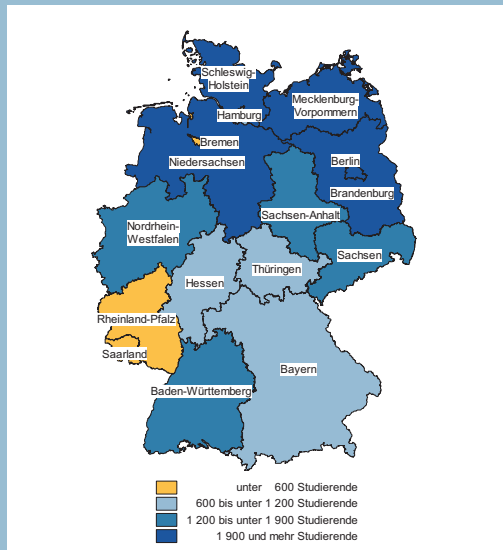 Schleswig-
Holstein
Mecklenburg-
Vorpommern
Hamburg
Bremen
Niedersachsen
Berlin
Brandenburg
Sachsen-Anhalt
Nordrhein-
Westfalen
Sachsen
Thüringen
Hessen
Rheinland-Pfalz
Saarland
Bayern
Baden-Württemberg
unter 600 Studierende
600 bis unter 1 200 Studierende
1 200 bis unter 1 900 Studierende
1 900 und mehr Studierende